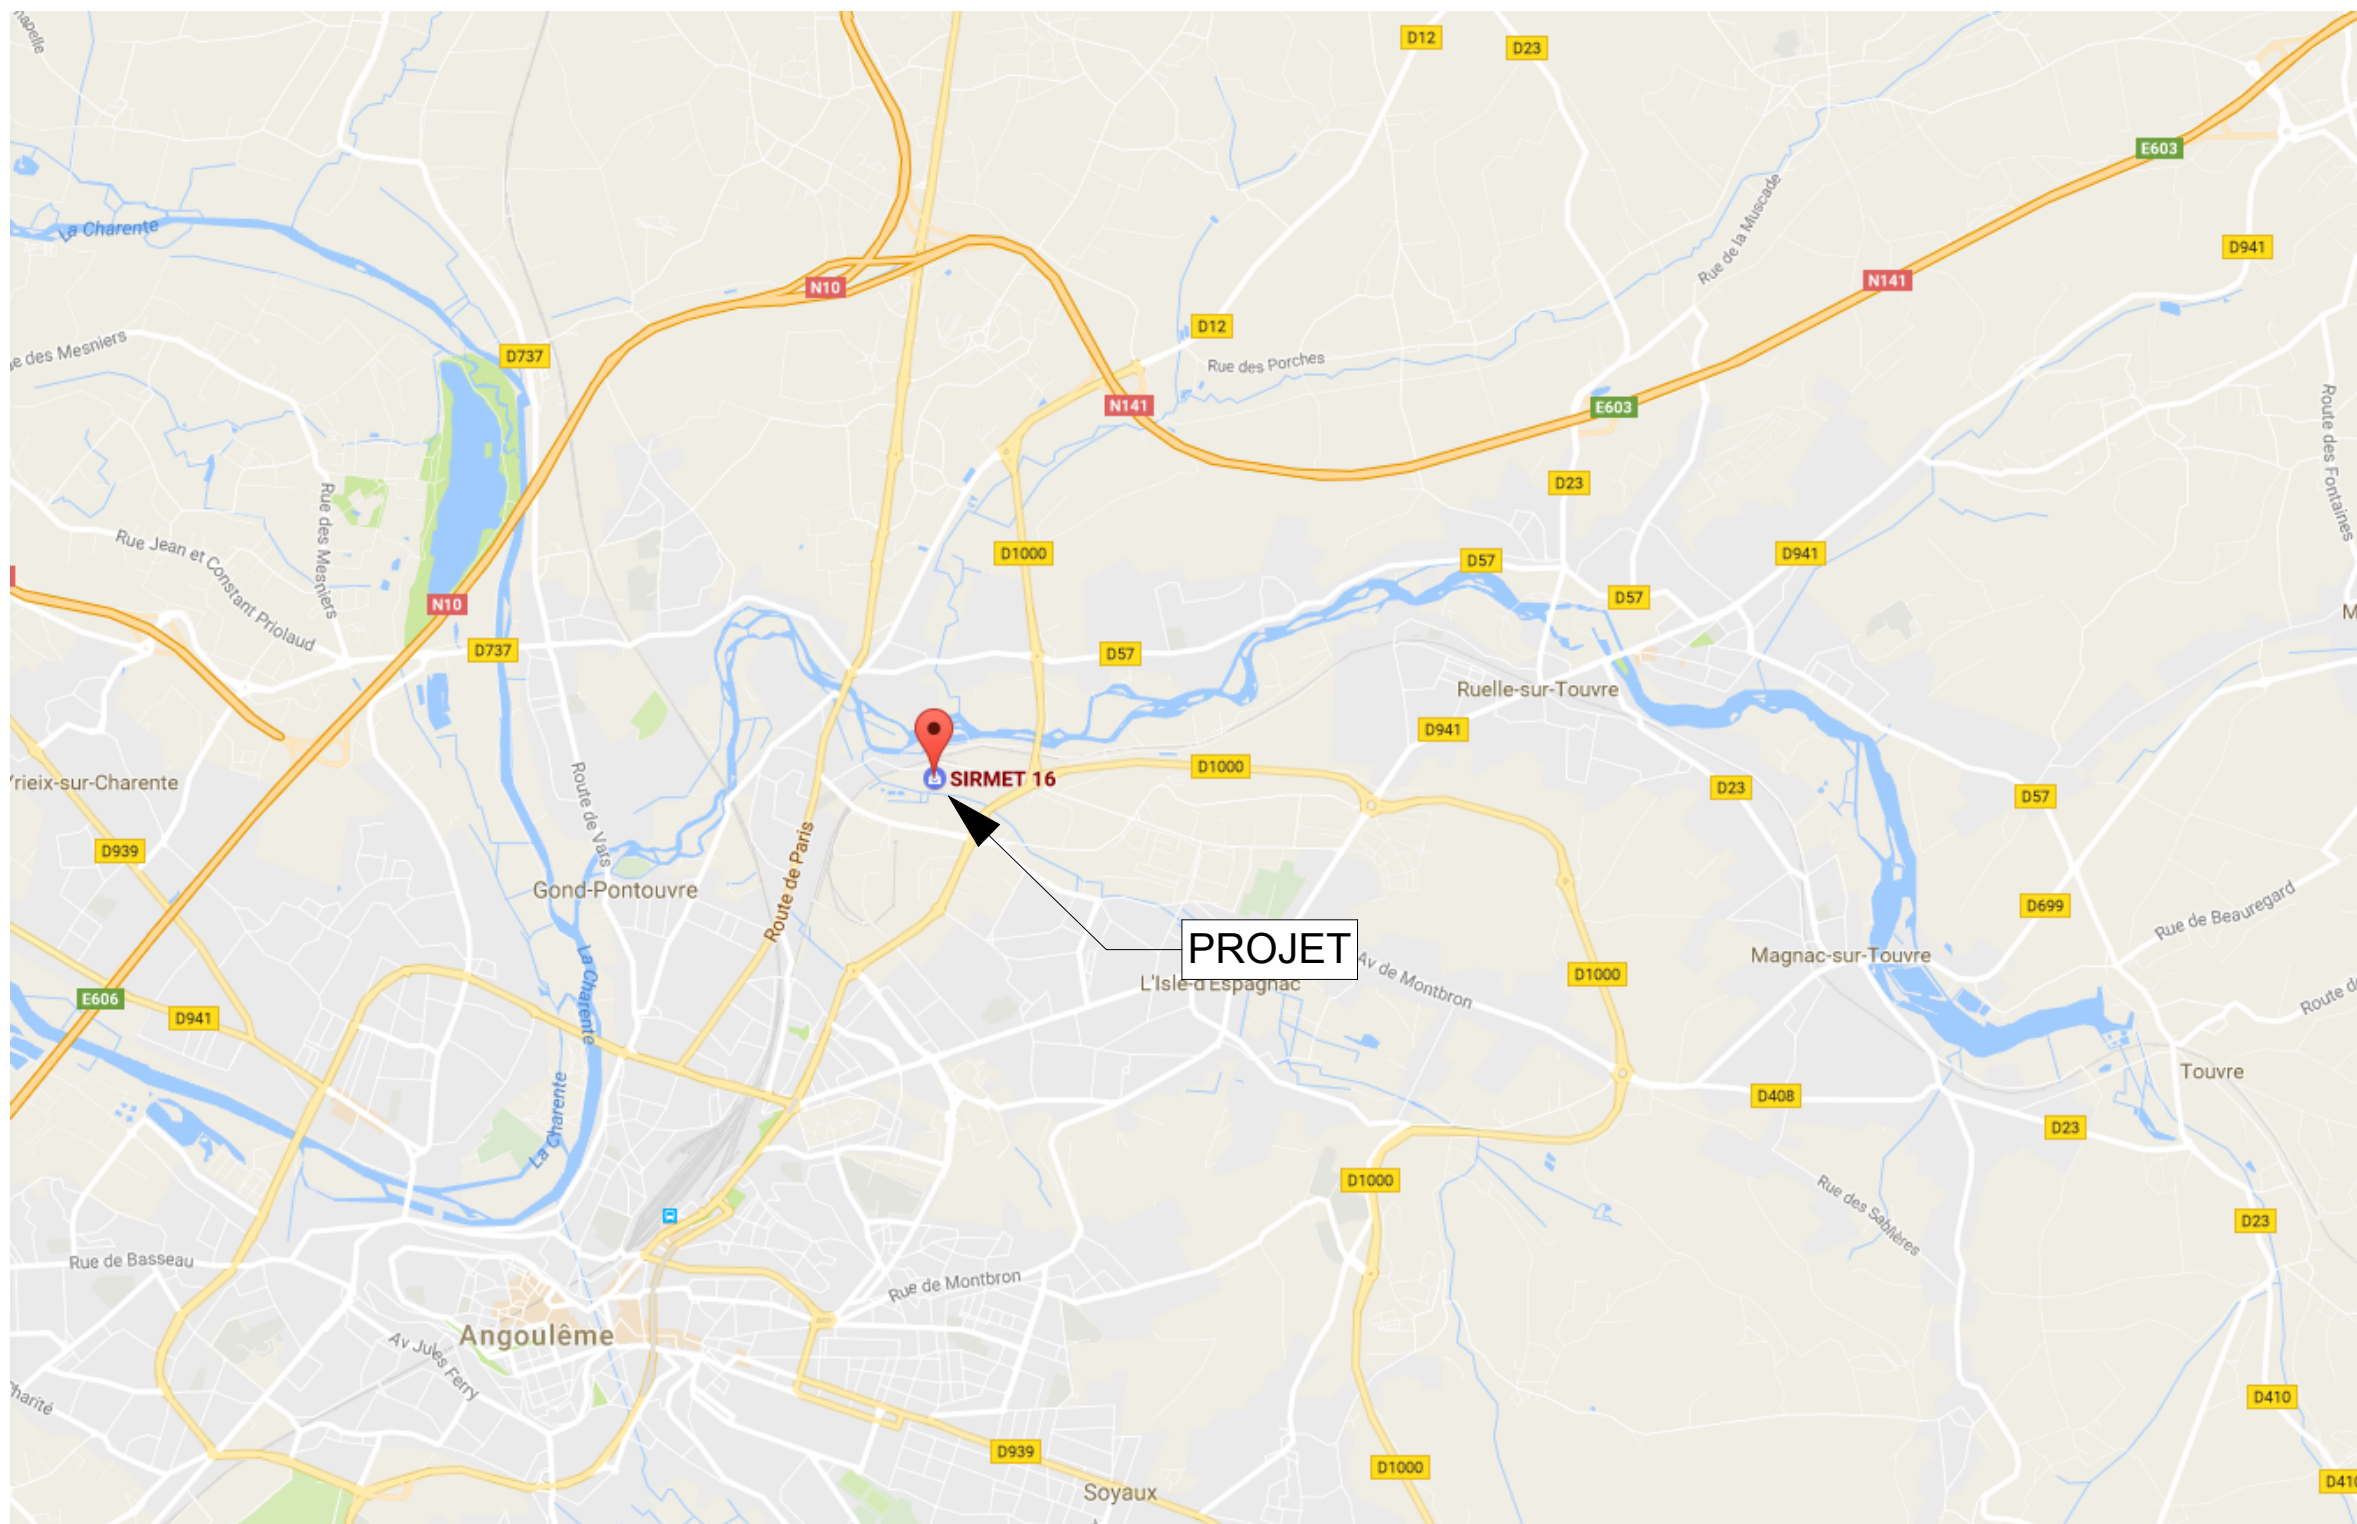 D12
D23
E603
La Charente
Rue de la Muscade
D941
N10
N141
D12
Rue des Mesniers
D737
Rue des Porches
N141
E603
Route des Fontaines
D23
Rue des Mesniers
Rue Jean et Constant Priolaud
D1000
D57
D941
N10
D57
D737
D57
Ruelle-sur-Touvre
D941
SIRMET 16
D1000
Yrieix-sur-Charente
D23
D57
Route de Vars
D939
Route de Paris
Gond-Pontouvre
D699
Rue de Beauregard
PROJET
L'Isle-d'Espagnac
Av de Montbron
Magnac-sur-Touvre
D1000
La Charente
E606
D941
Route d
Touvre
La Charente
D408
D23
D1000
Rue des Sablières
D23
Rue de Basseau
Rue de Montbron
Angoulême
Av Jules Ferry
D410
harité
D939
D1000
Soyaux
D410